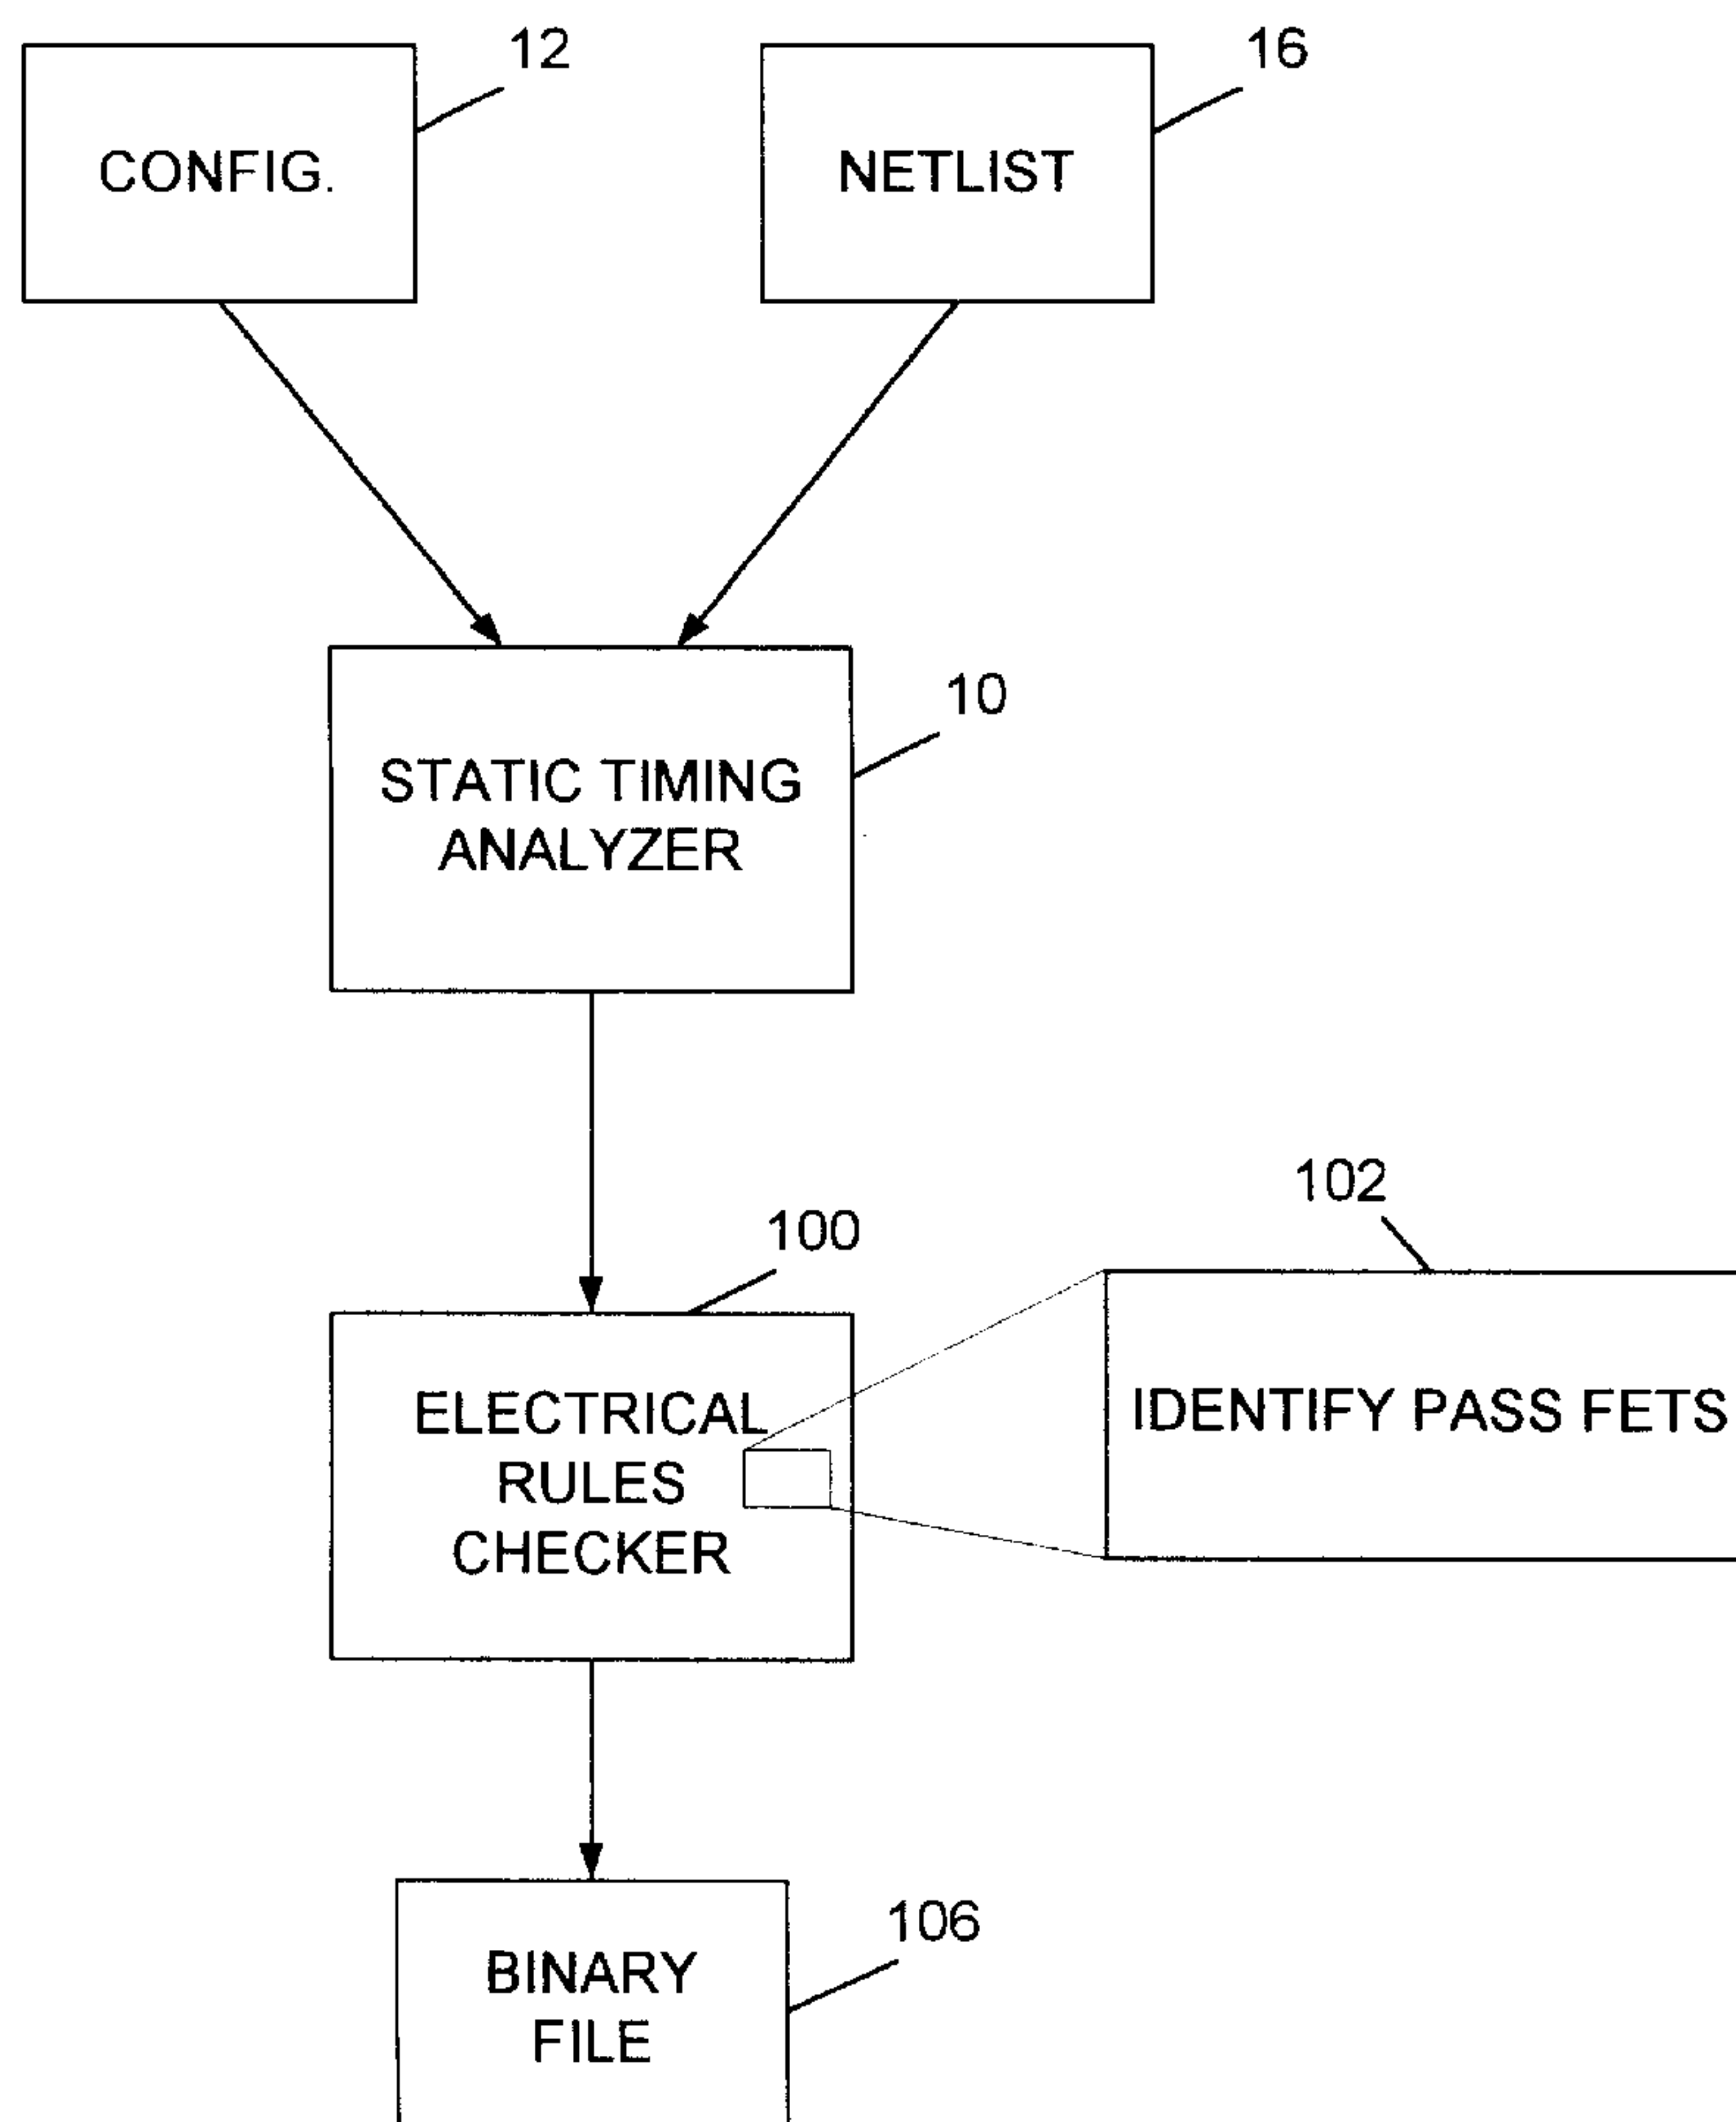 12
16
CONFIG.
NETLIST
10
STATIC TIMING
ANALYZER
102
100
ELECTRICAL
RULES
CHECKER
IDENTIFY PASS FETS
106
BINARY
FILE